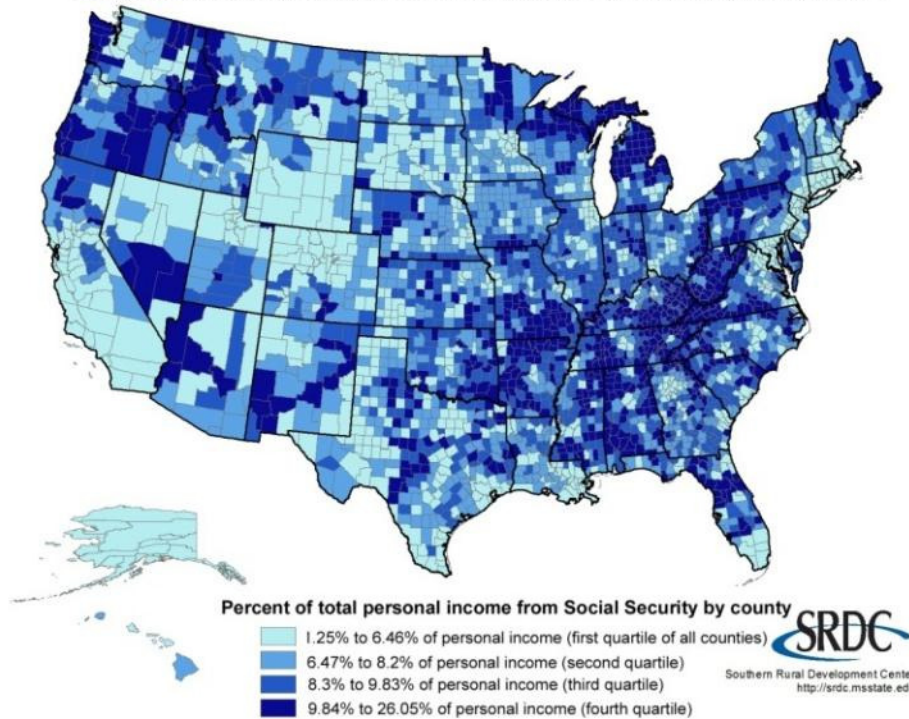 Percent of total personal income from Social Security by county
1.25% to 6.46% of personal income (first quartile of all counties)
6.47% to 8.2% of personal income (second quartile)
8.3% to 9.83% of personal income (third quartile)
9.84% to 26.05% of personal income (fourth quartile)
SRDC
Southern Rural Development Cente
http://srdc.msstate.ed